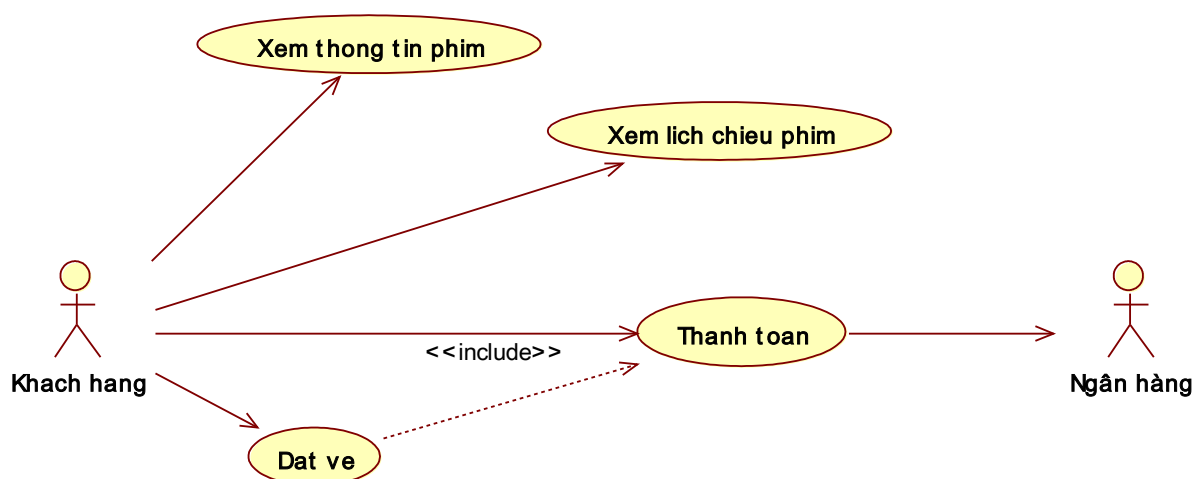 Xem thong tin phim
Xem lich chieu phim
Thanh toan
<<include>>
Khach hang
Ngân hàng
Dat ve